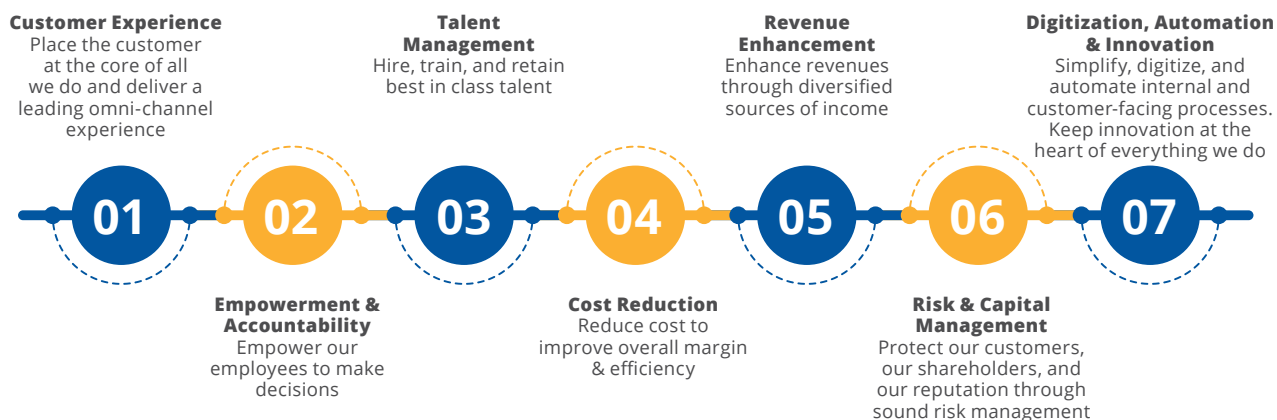 Customer Experience
Place the customer
at the core of all
we do and deliver a
leading omni-channel
experience
01
02
Empowerment &
Accountability
Empower our
employees to make
decisions
Talent
Management
Hire, train, and retain
best in class talent
03
04
Cost Reduction
Reduce cost to
improve overall margin
& efficiency
Revenue
Enhancement
Enhance revenues
through diversified
sources of income
05
06
Risk & Capital
Management
Protect our customers,
our shareholders, and
our reputation through
sound risk management
Digitization, Automation
& Innovation
Simplify, digitize, and
automate internal and
customer-facing processes.
Keep innovation at the
heart of everything we do
07